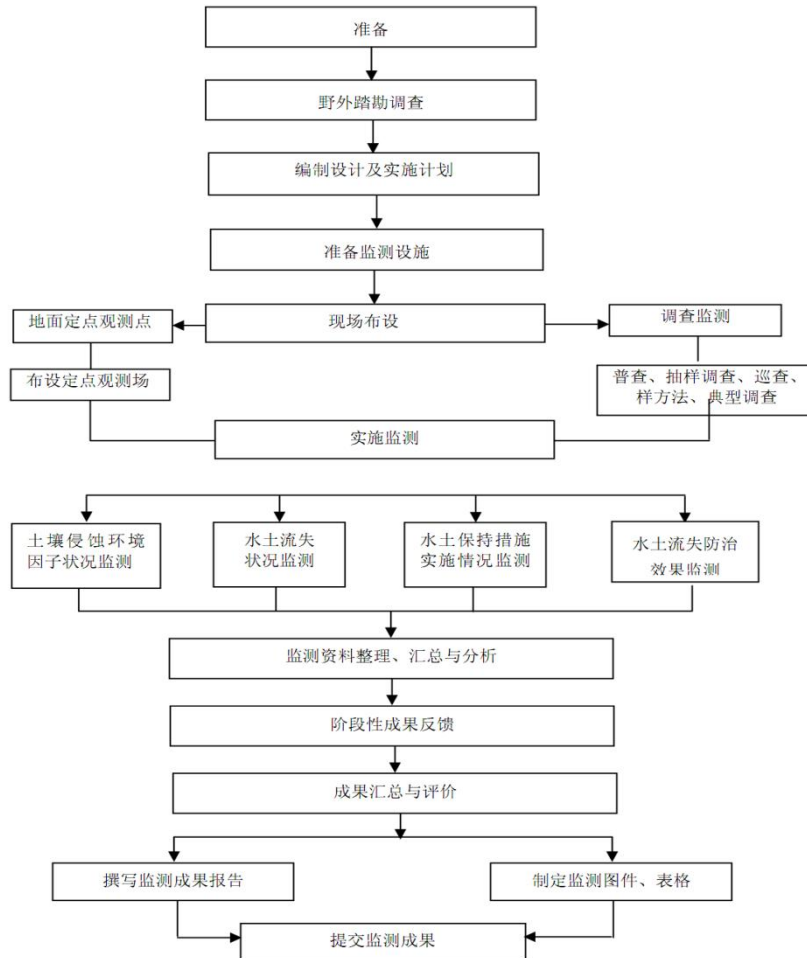 准备
野外踏勘调查
编制设计及实施计划
准备监测设施
地面定点观测点
现场布设
调查监测
布设定点观测场
普查、抽样调查、巡查、
样方法、典型调查
实施监测
土壤侵蚀环境
因子状况监测
水土流失
状况监测
水土保持措施
实施情况监测
水土流失防治
效果监测
监测资料整理、汇总与分析
阶段性成果反馈
成果汇总与评价
撰写监测成果报告
制定监测图件、表格
提交监测成果